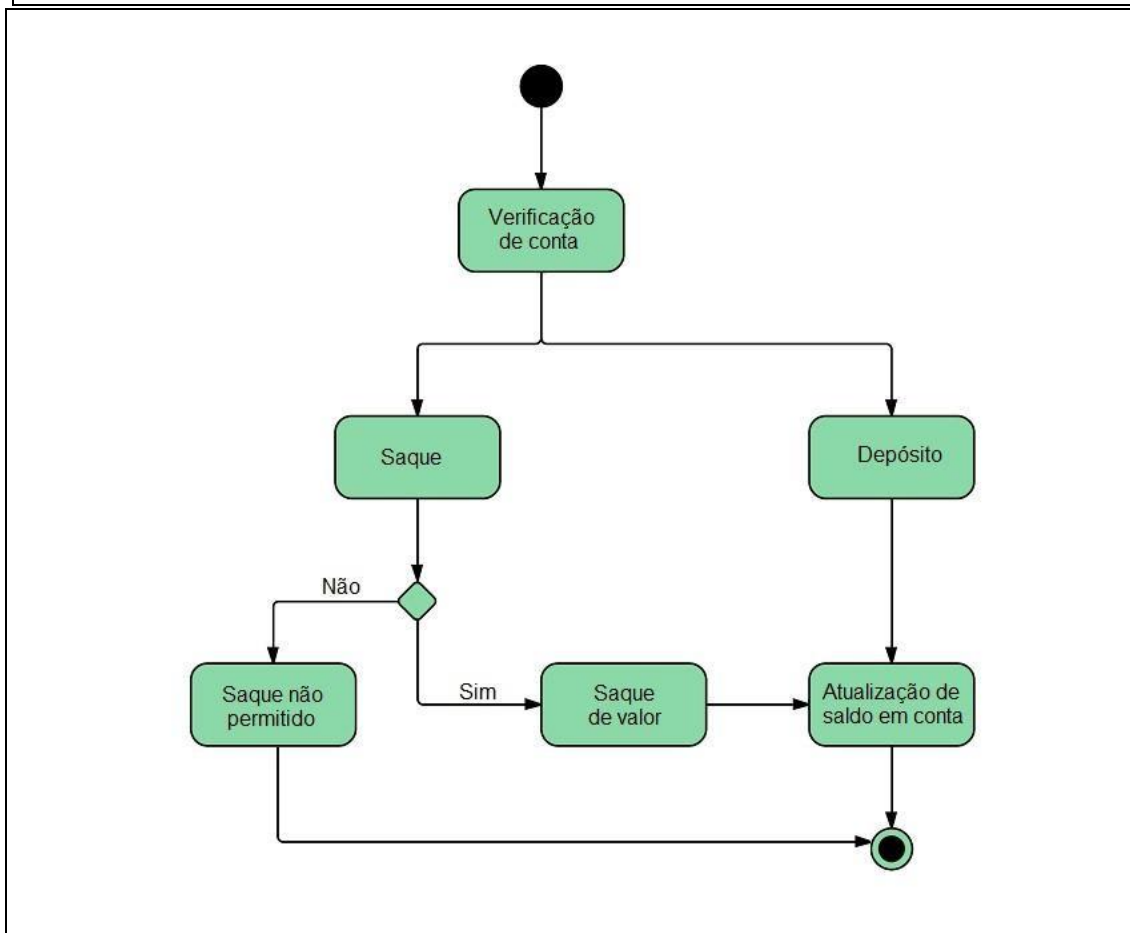 Verificação
de conta
Saque
Depósito
Não
Sim
Saque não
permitido
Saque
de valor
Atualização de
saldo em conta